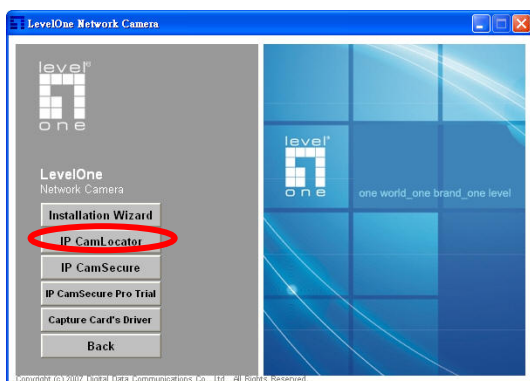 LevelOne Network Camera
level®
one
LevelOne
Network Camera
Installation Wizard
IP CamLocator
IP CamSecure
IP CamSecure Pro Trial
Capture Card's Driver
Back
level®
one
one world_one brand_one level
Copyright (c) 2007 Digital Data Communications Co., Ltd. All Rights Reserved.